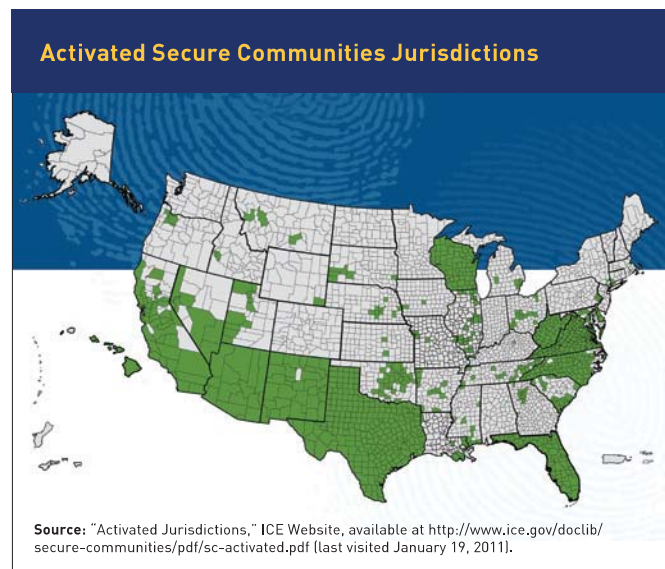 Activated Secure Communities Jurisdictions
Source: "Activated Jurisdictions," ICE Website, available at http://www.ice.gov/doclib/
secure-communities/pdf/sc-activated.pdf (last visited January 19, 2011).